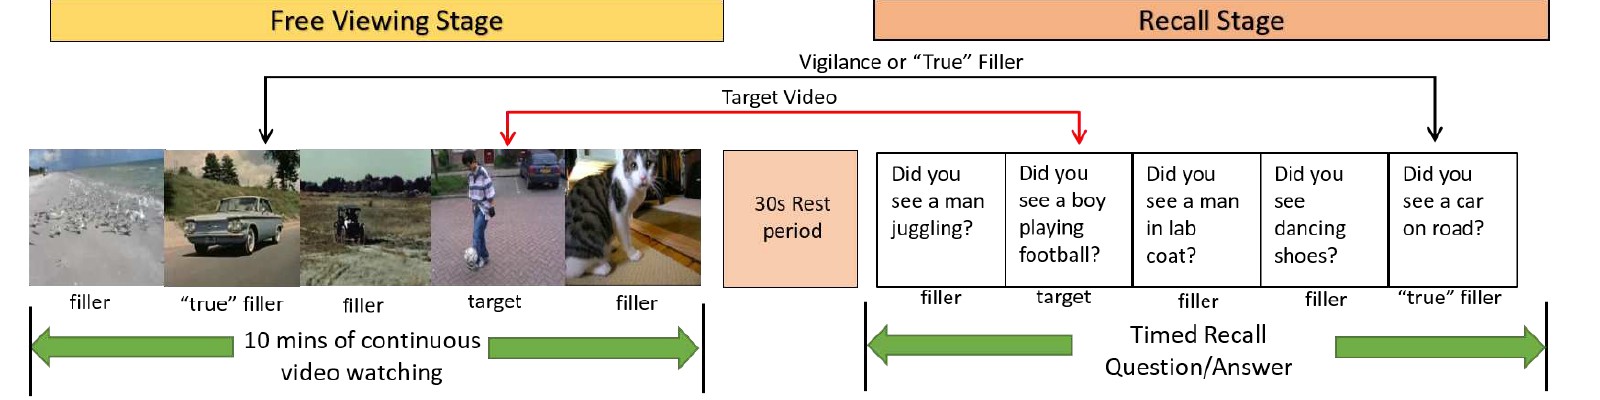 Free Viewing Stage
Recall Stage
Vigilance or “True” Filler
Target Video
30s Rest
period
Did you
see a man
juggling?
Did you
see a boy
playing
football?
Did you
see a man
in lab
coat?
Did you
see
dancing
shoes?
Did you
see a car
on road?
filler
“true” filler
filler
target
filler
filler
target
filler
filler
“true” filler
10 mins of continuous
video watching
Timed Recall
Question/Answer